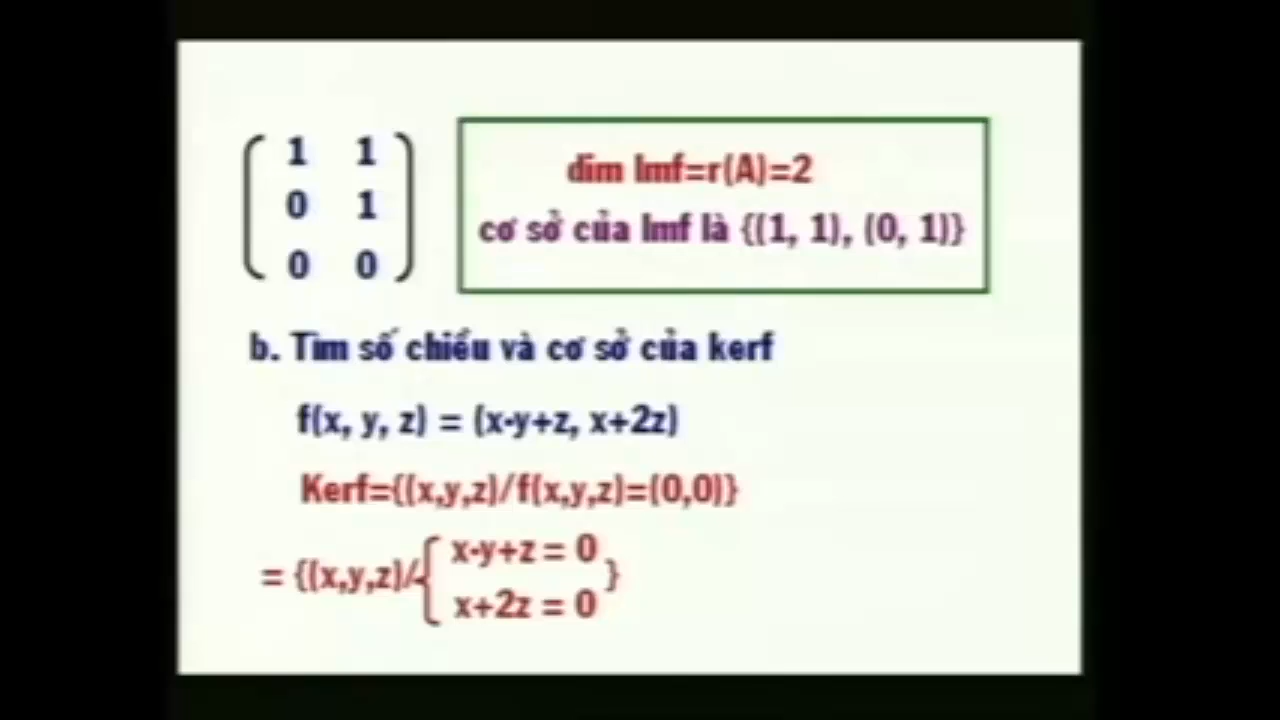 1 1
0 1
0 0
dim Imf=r(A)=2
cơ sở của Imf là {(1, 1), (0, 1)}
b. Tìm số chiều và cơ sở của kerf
f(x, y, z) = (x-y+z, x+2z)
Kerf={(x,y,z)/f(x,y,z)=(0,0)}
x-y+z = 0
= {(x,y,z)/{ }
x+2z = 0